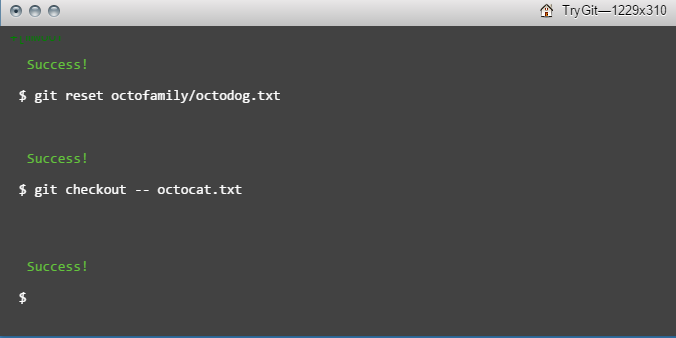 TryGit—1229x310
Success!
$ git reset octofamily/octodog.txt
Success!
$ git checkout -- octocat.txt
Success!
$